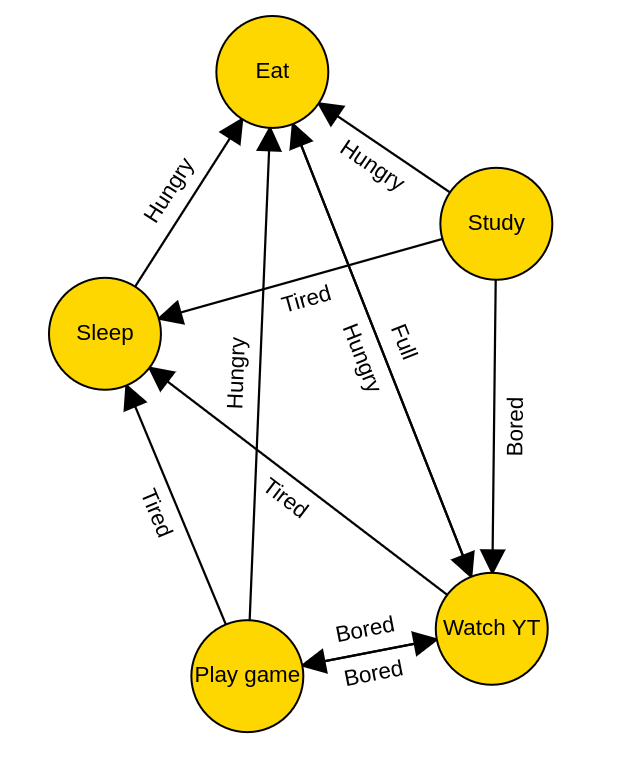 Eat
Hungry
Hungry
Study
Tired
Sleep
Hungry
Hungry
Full
Bored
Tired
Tired
Bored
Watch YT
Play game
Bored